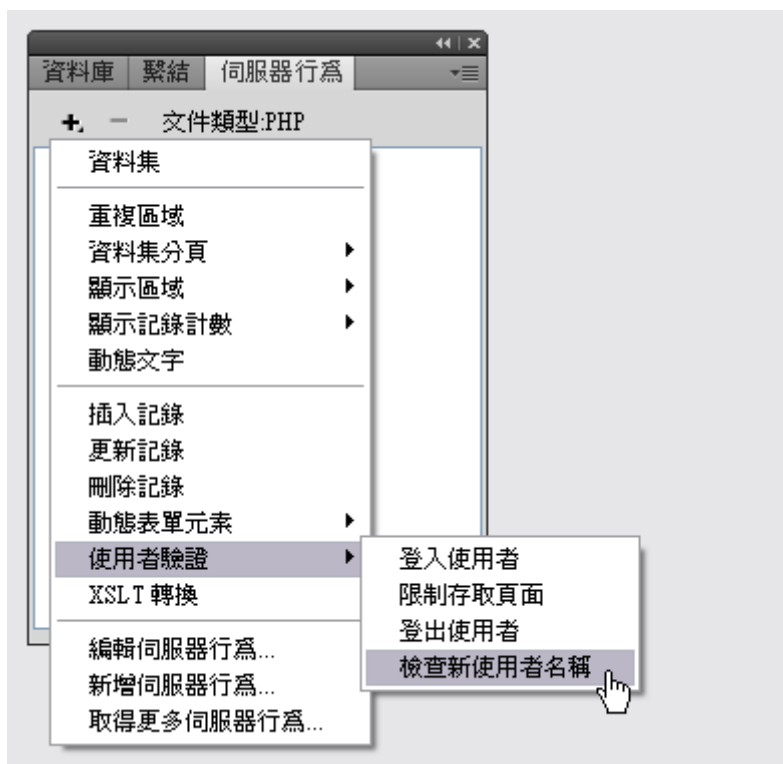 資料庫 繫結 伺服器行為
文件類型:PHP
資料集
重複區域
資料集分頁
顯示區域
顯示記錄計數
動態文字
插入記錄
更新記錄
刪除記錄
動態表單元素
使用者驗證
XSLT 轉換
編輯伺服器行為...
新增伺服器行為...
取得更多伺服器行為...
登入使用者
限制存取頁面
登出使用者
檢查新使用者名稱